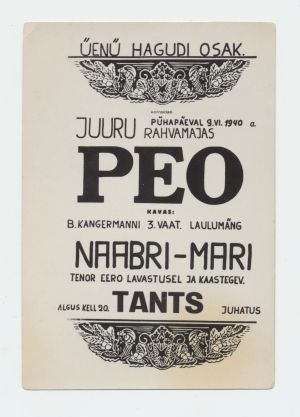 ÜENÜ HAGUDI OSAK.
korraldab
JUURU PÜHAPÄEVAL 9.VI. 1940 a.
RAHVAMAJAS
PEO
KAVAS:
B. KANGERMANNI 3. VAAT. LAULUMÄNG
NAABRI-MARI
TENOR EERO LAVASTUSEL JA KAASTEGEV.
TANTS
ALGUS KELL 20. JUHATUS